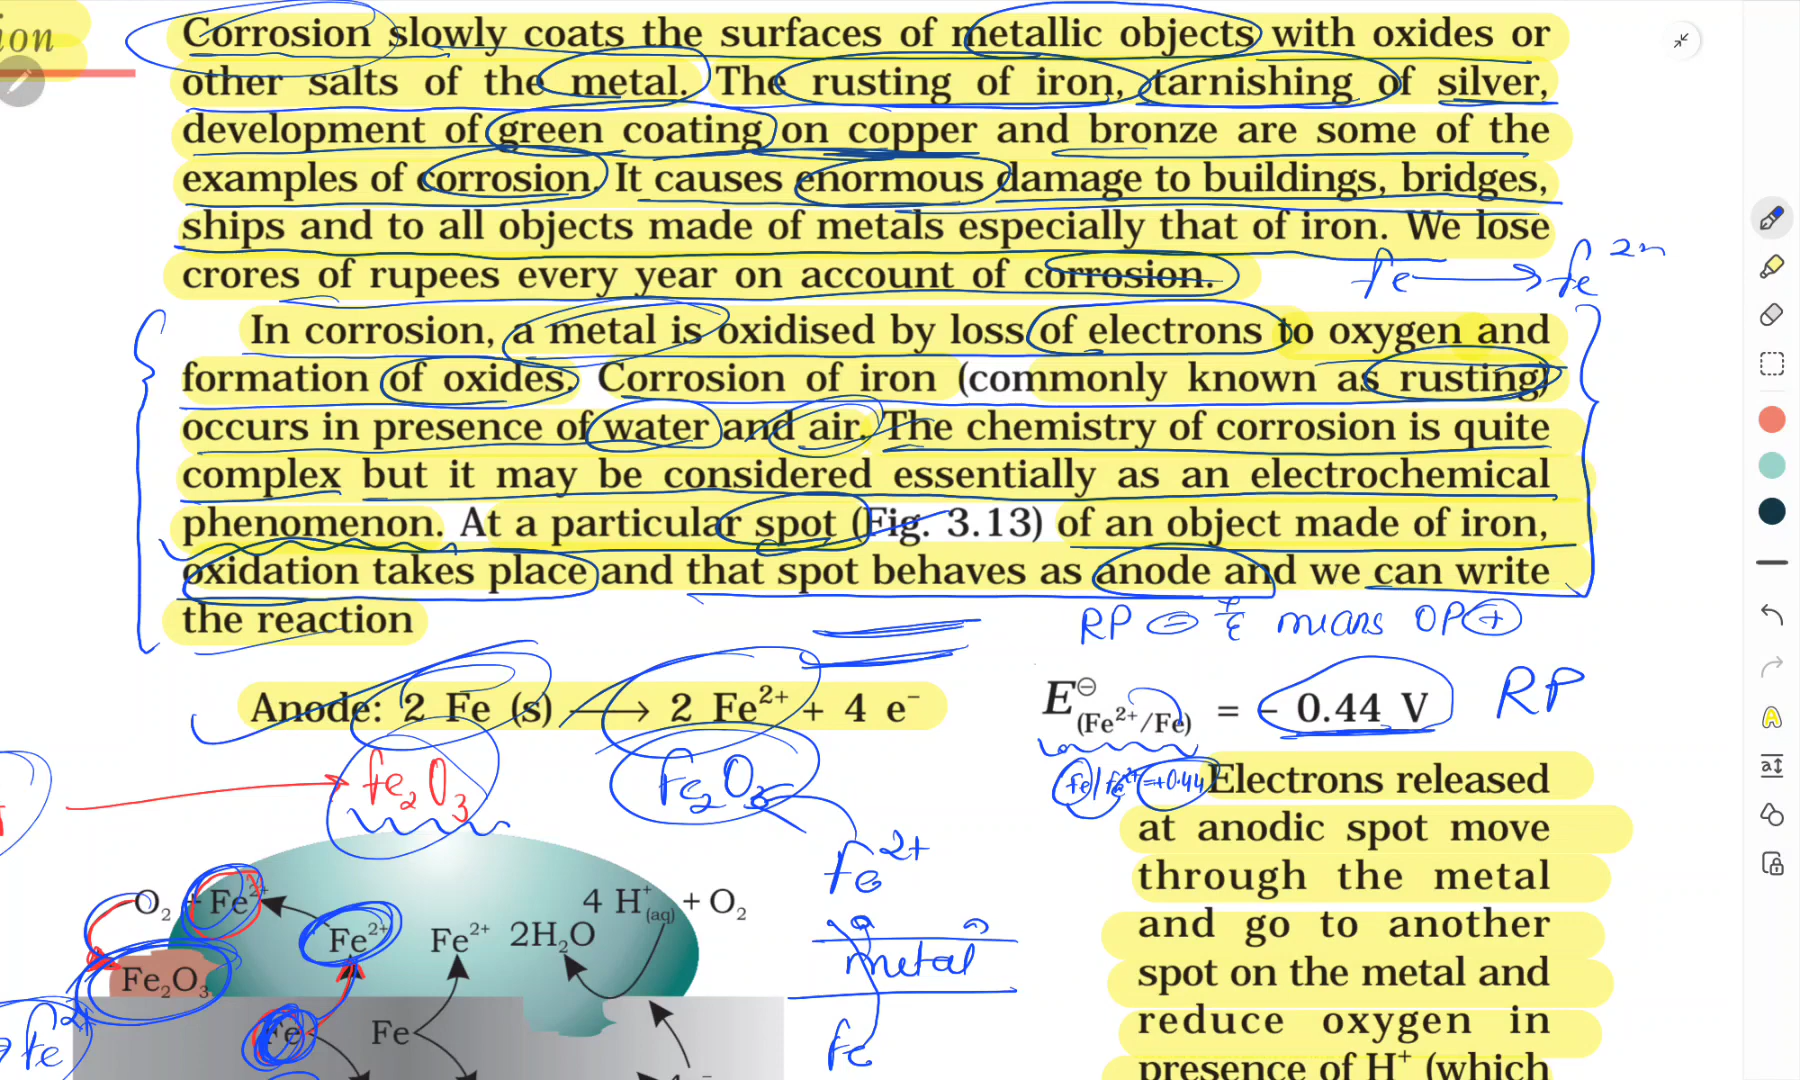 ion
Corrosion slowly coats the surfaces of metallic objects with oxides or
other salts of the metal. The rusting of iron, tarnishing of silver,
development of green coating on copper and bronze are some of the
examples of corrosion. It causes enormous damage to buildings, bridges,
ships and to all objects made of metals especially that of iron. We lose
crores of rupees every year on account of corrosion.
fe → fe
In corrosion, a metal is oxidised by loss of electrons to oxygen and
formation of oxides. Corrosion of iron (commonly known as rusting)
occurs in presence of water and air. The chemistry of corrosion is quite
complex but it may be considered essentially as an electrochemical
phenomenon. At a particular spot (Fig. 3.13) of an object made of iron,
oxidation takes place and that spot behaves as anode and we can write
the reaction
RP ⊖ means OP ⊕
Anode: 2 Fe (s) ⟶ 2 Fe²⁺ + 4 e⁻
E⊖(Fe²⁺/Fe) = – 0.44 V RP
fe₂O₃
Fe₂O₃
fe/fe²⁺=+0.44
Electrons released
at anodic spot move
through the metal
and go to another
spot on the metal and
reduce oxygen in
presence of H⁺ (which
fe²⁺
O₂ + Fe²⁺
Fe²⁺
Fe²⁺
2H₂O
4 H⁺(aq) + O₂
metal
Fe₂O₃
fe²⁺
Fe
Fe
fe